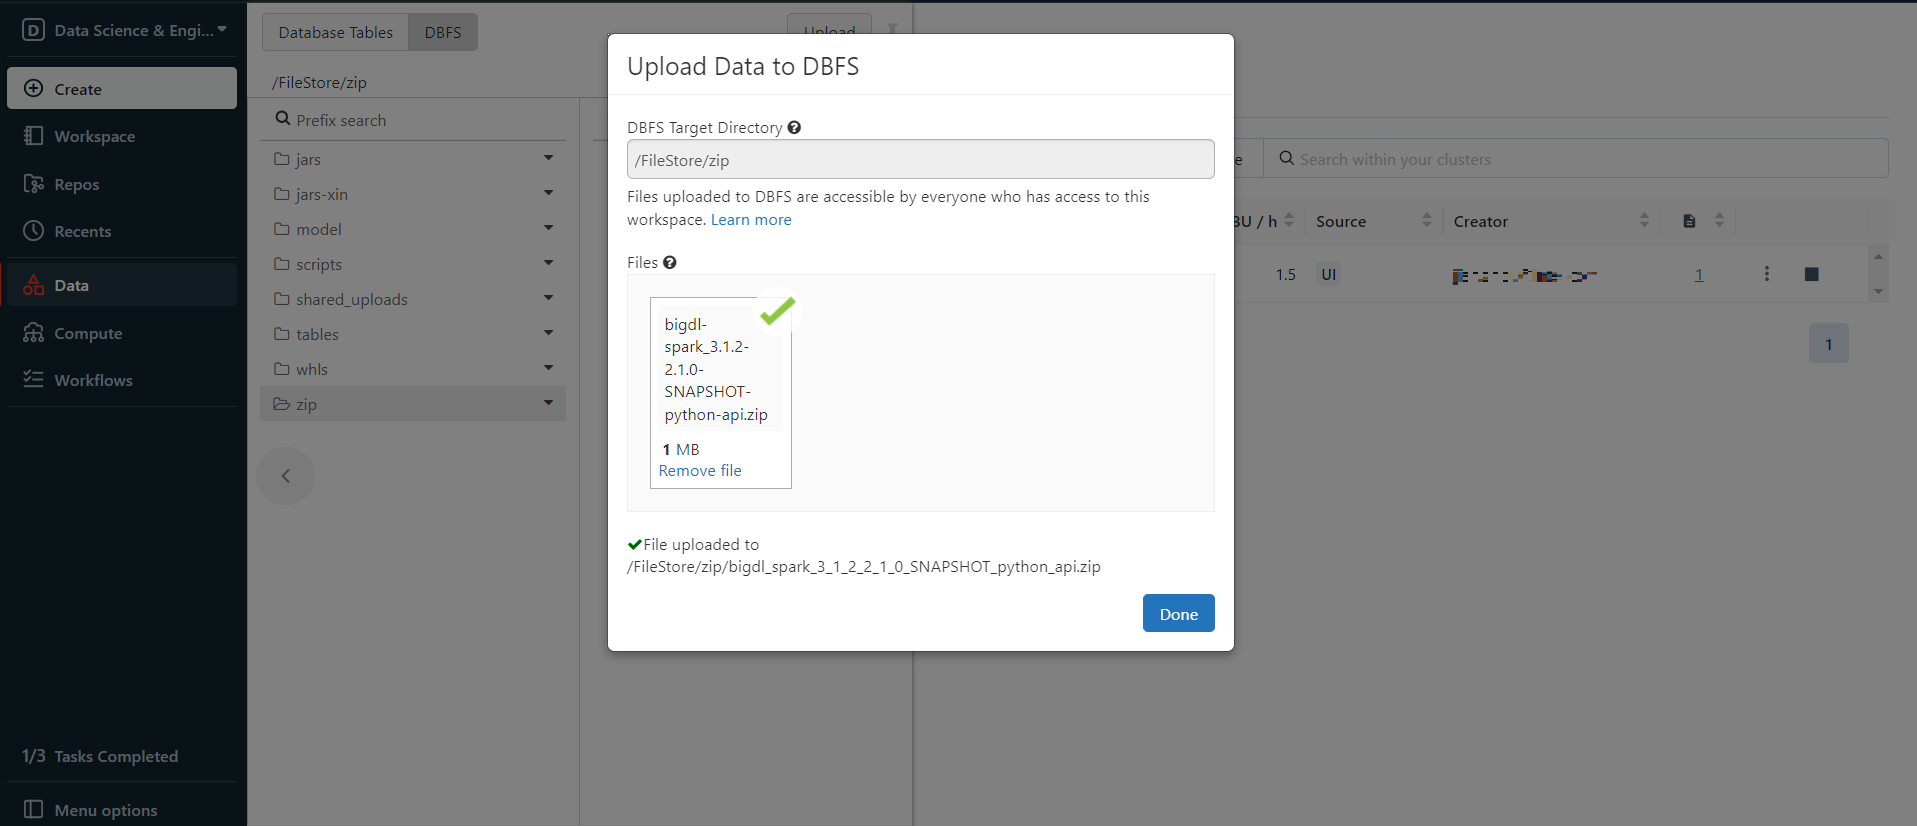 D Data Science & Engi...
Create
Workspace
Repos
Recents
Data
Compute
Workflows
1/3 Tasks Completed
Menu options
Database Tables
DBFS
Upload
/FileStore/zip
Prefix search
jars
jars-xin
model
scripts
shared_uploads
tables
whls
zip
Upload Data to DBFS
DBFS Target Directory
/FileStore/zip
Files uploaded to DBFS are accessible by everyone who has access to this
workspace. Learn more
Files
bigdl-
spark_3.1.2-
2.1.0-
SNAPSHOT-
python-api.zip
1 MB
Remove file
File uploaded to
/FileStore/zip/bigdl_spark_3_1_2_2_1_0_SNAPSHOT_python_api.zip
Done
e
Search within your clusters
BU / h
Source
Creator
1.5
UI
1
1